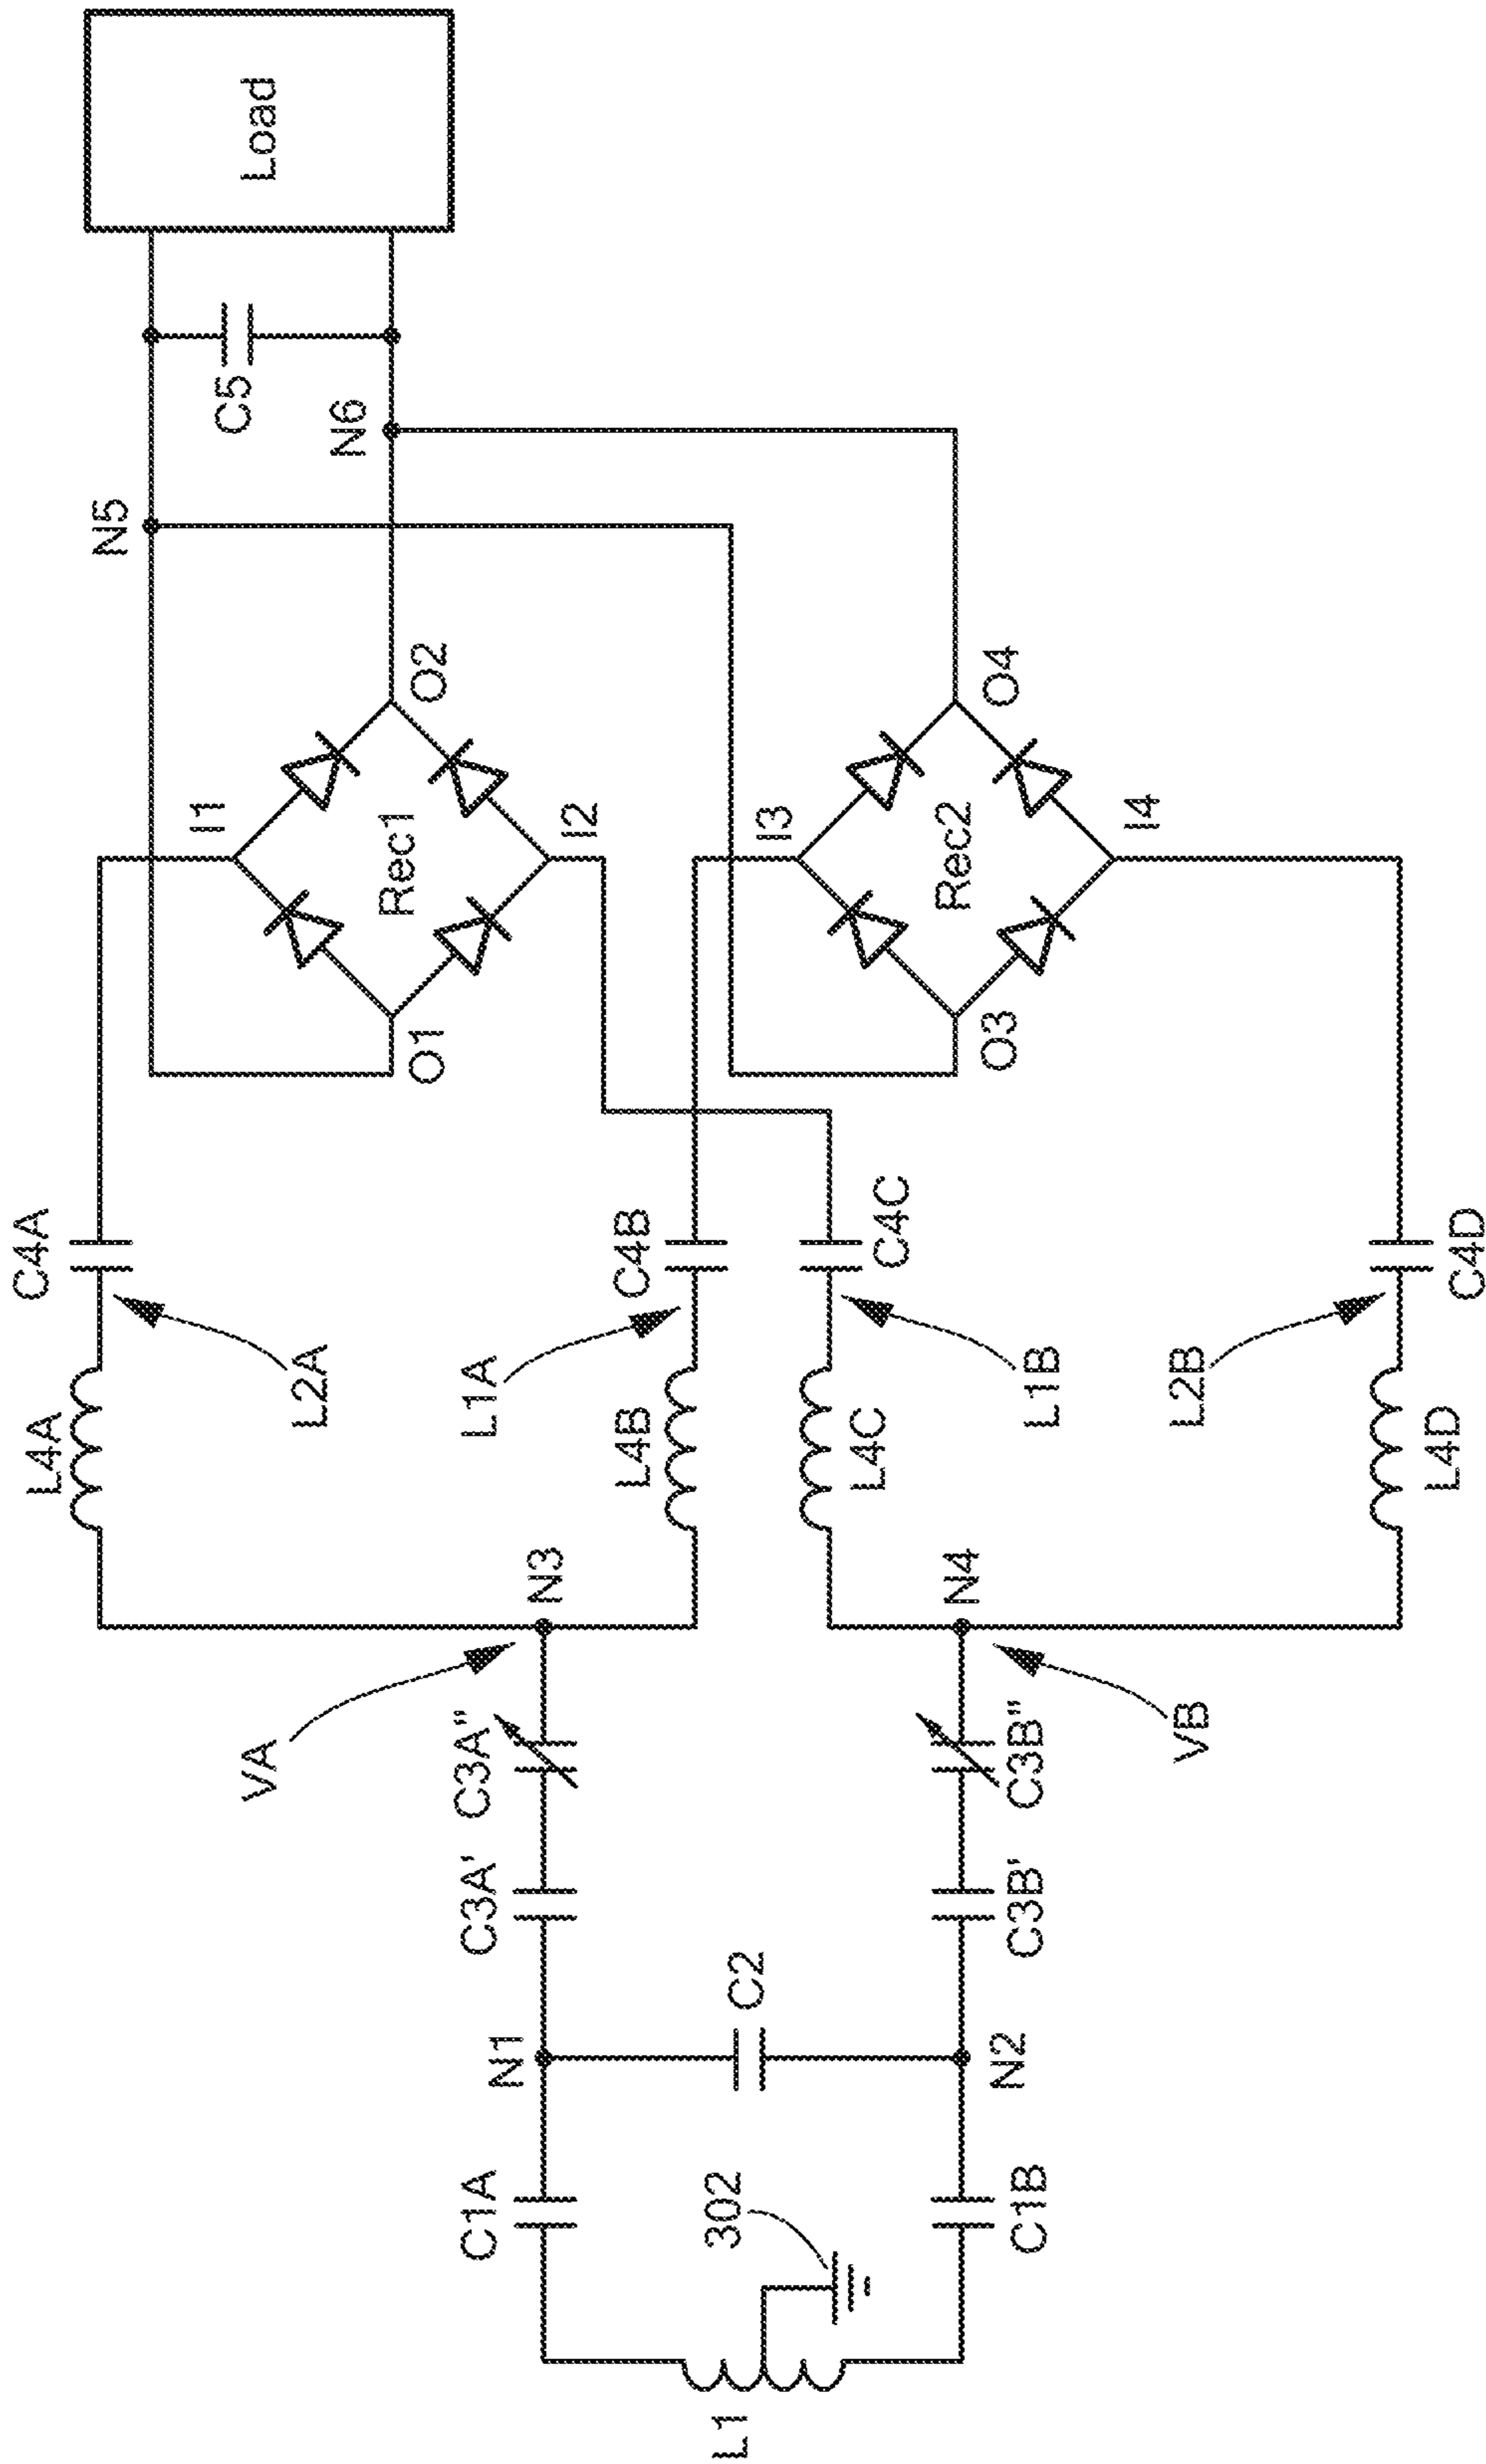 L1
302
C1A
C1B
N1
N2
C2
C3A'
C3A"
C3B'
C3B"
VA
VB
N3
N4
L4A
C4A
L2A
L1A
L4B
C4B
L4C
C4C
L1B
L2B
L4D
C4D
I1
O1
Rec1
O2
I2
I3
O3
Rec2
O4
I4
N5
N6
C5
Load